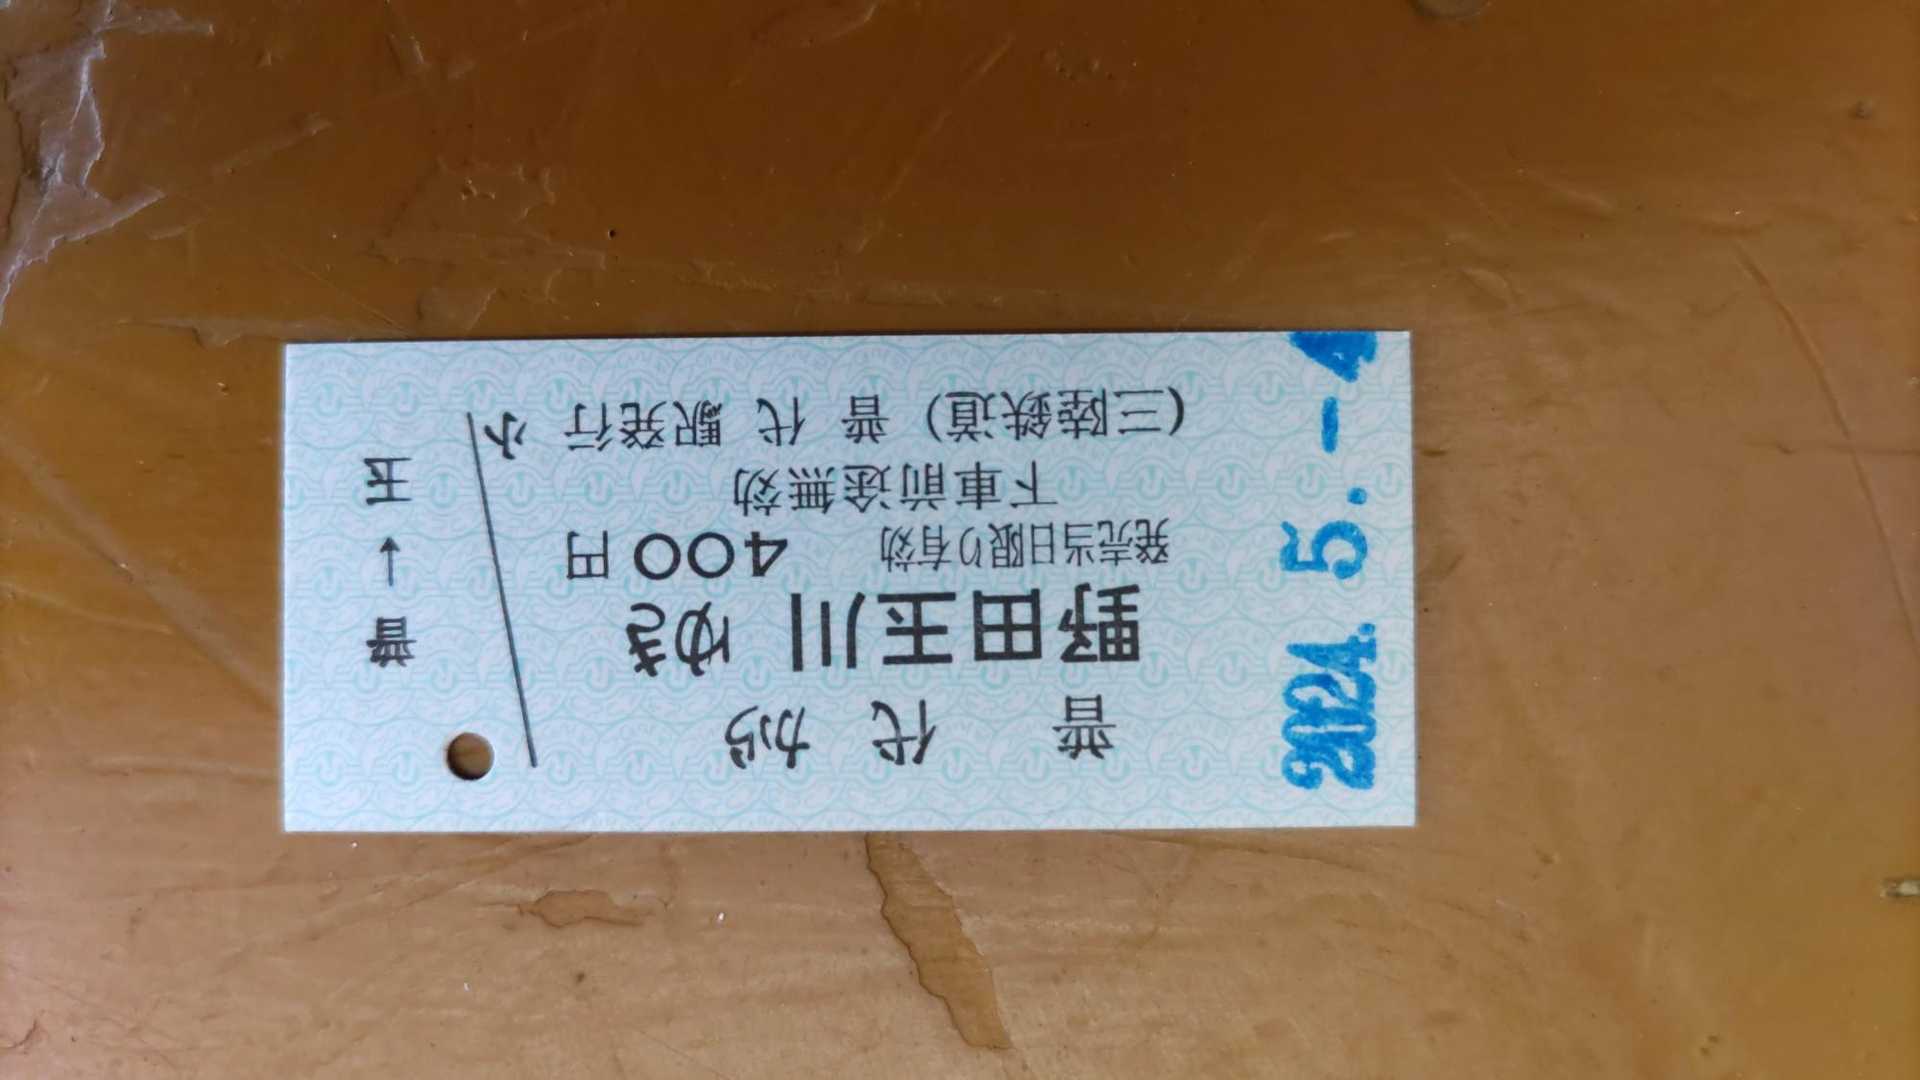 2024.5.-4
普代から
野田玉川ゆき
発売当日限り有効 400円
下車前途無効
(三陸鉄道)普代駅発行
小
普→玉